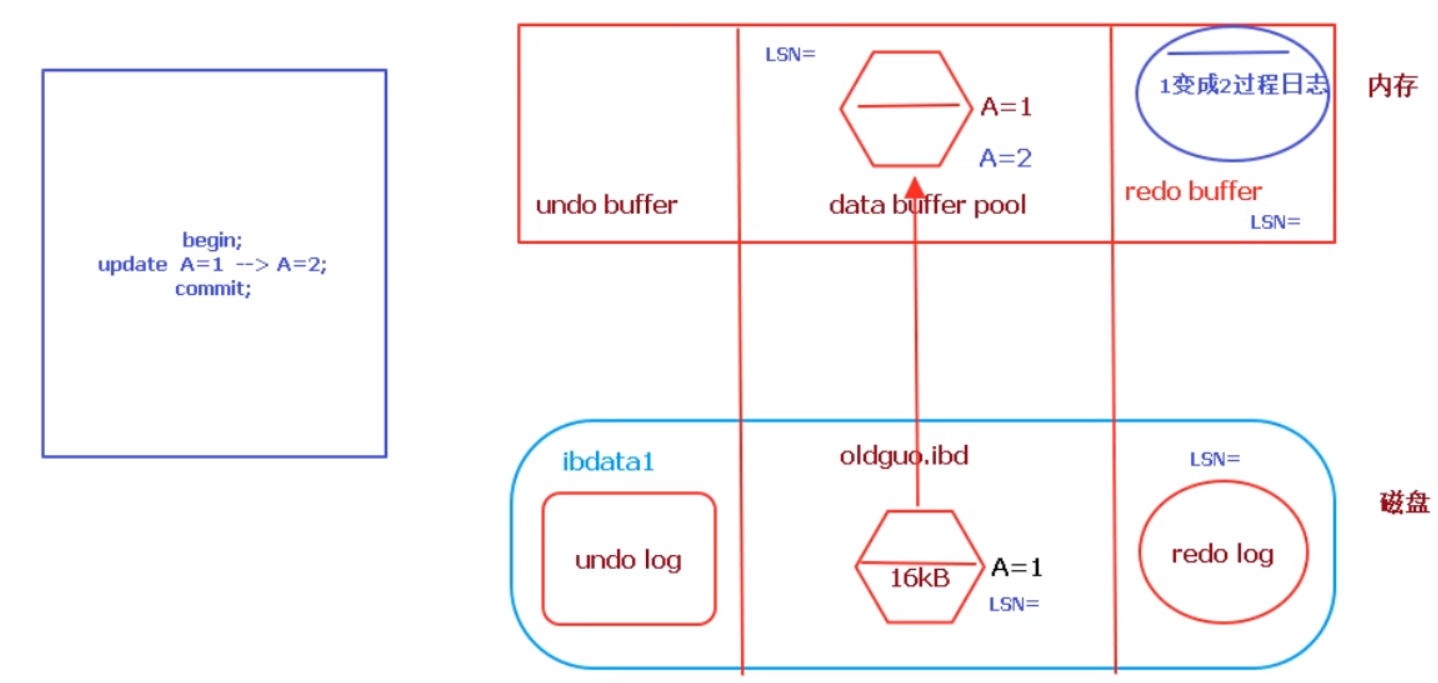 begin;
update A=1 --> A=2;
commit;
LSN=
A=1
A=2
undo buffer
data buffer pool
1变成2过程日志
redo buffer
LSN=
内存
ibdata1
undo log
oldguo.ibd
16kB
A=1
LSN=
LSN=
redo log
磁盘